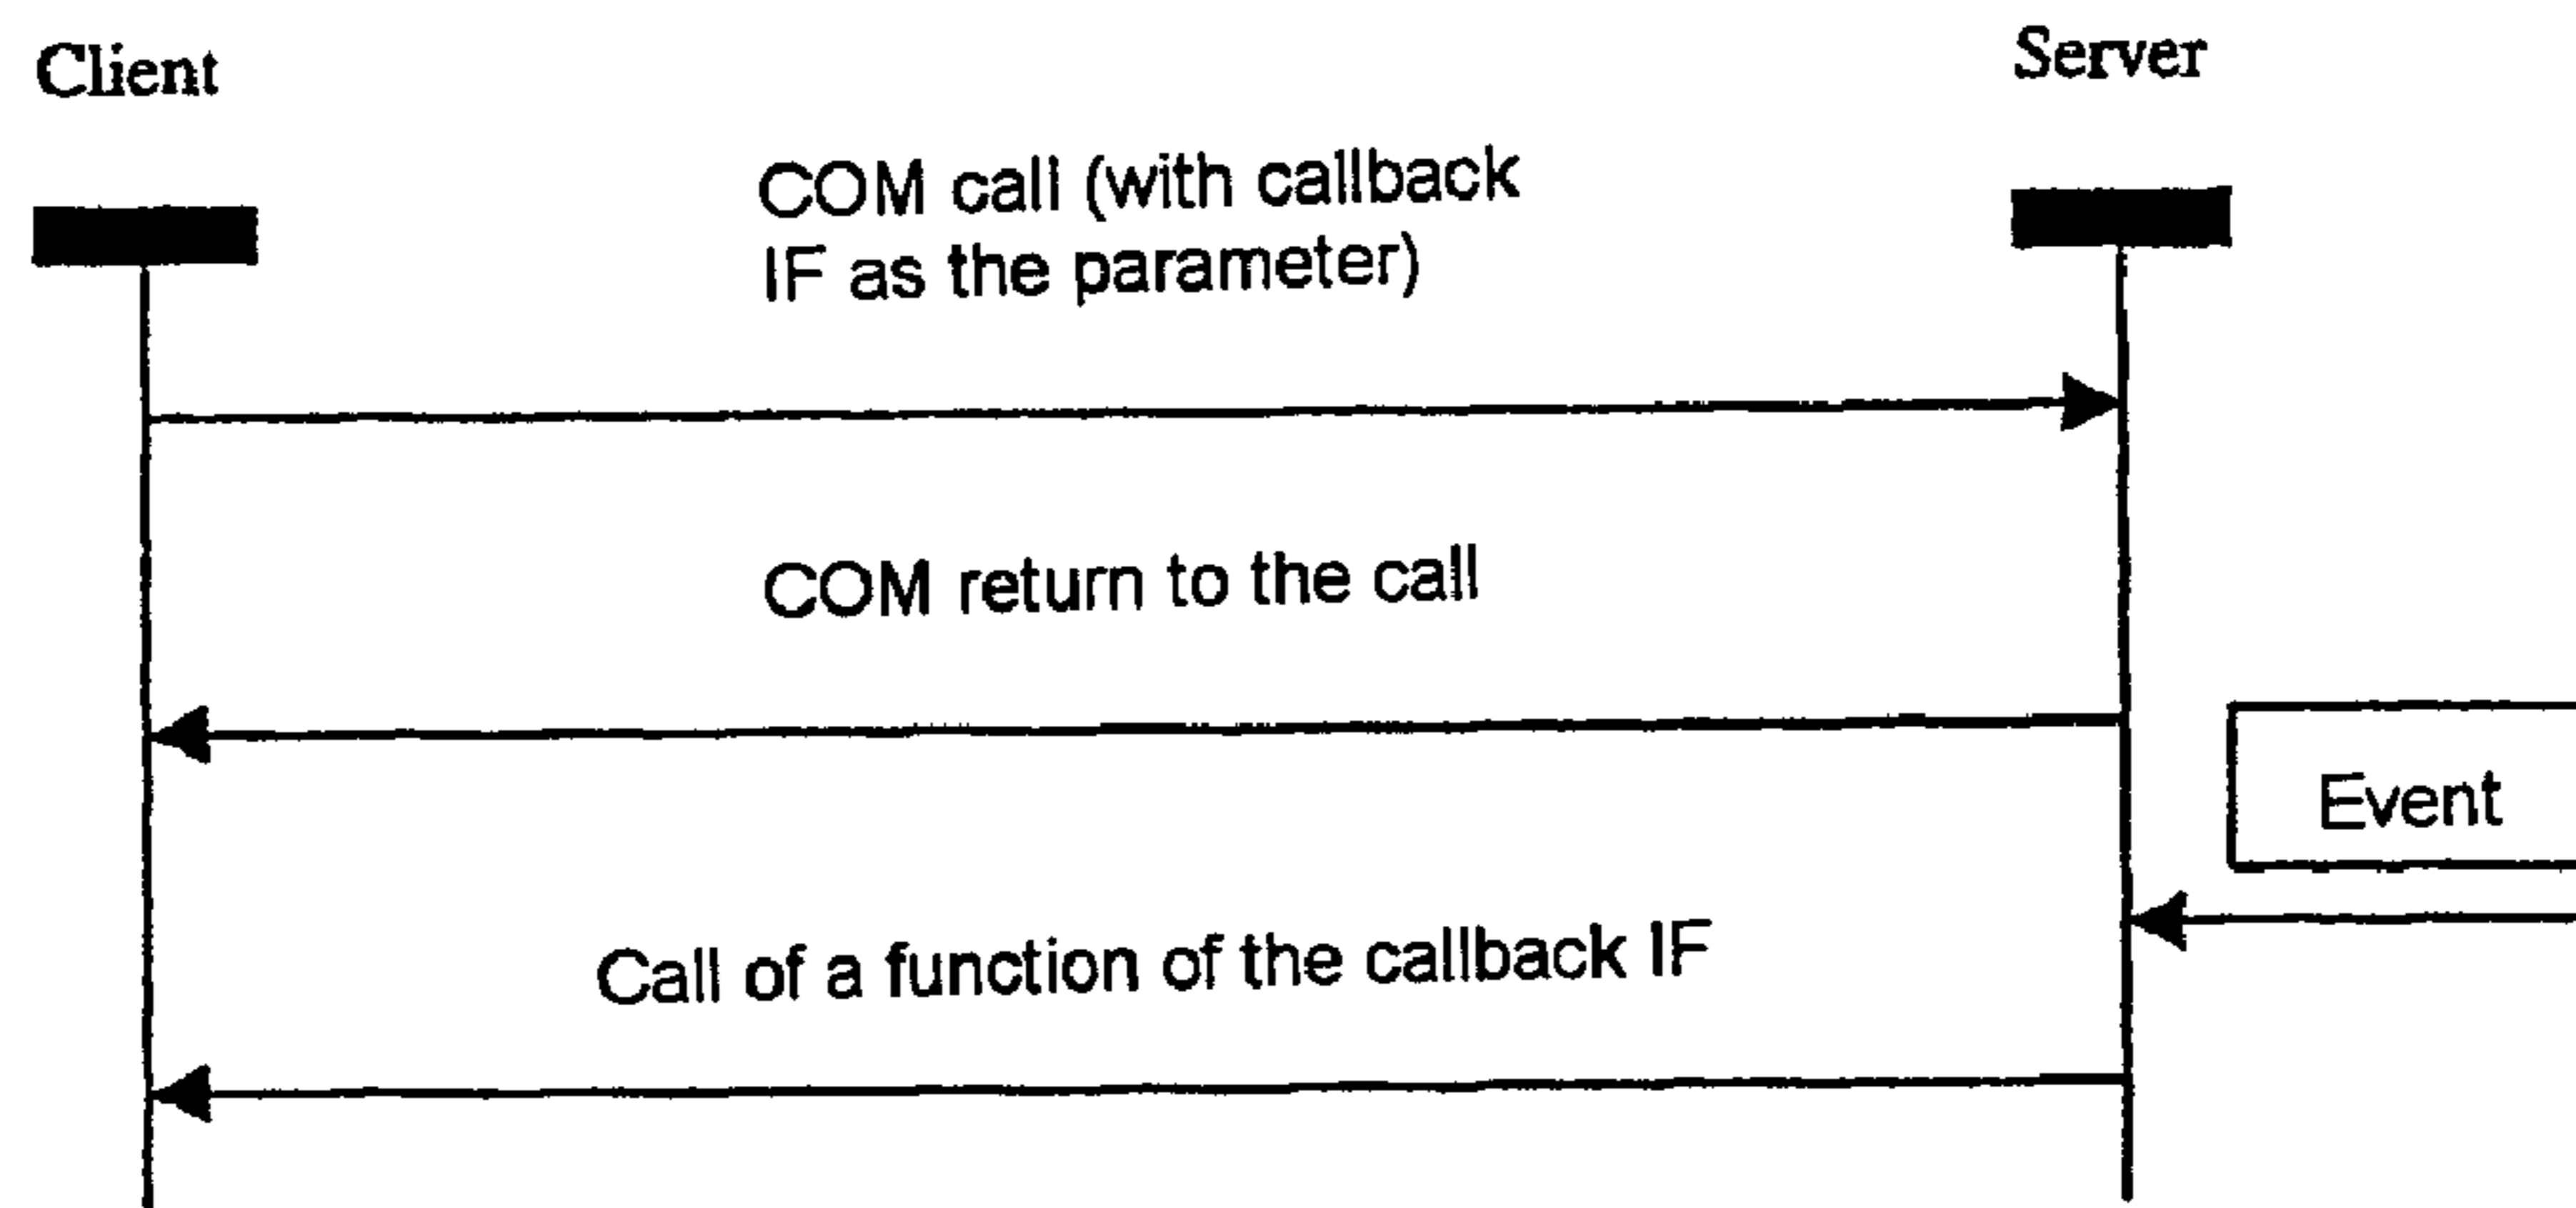 Client
Server
COM call (with callback
IF as the parameter)
COM return to the call
Event
Call of a function of the callback IF